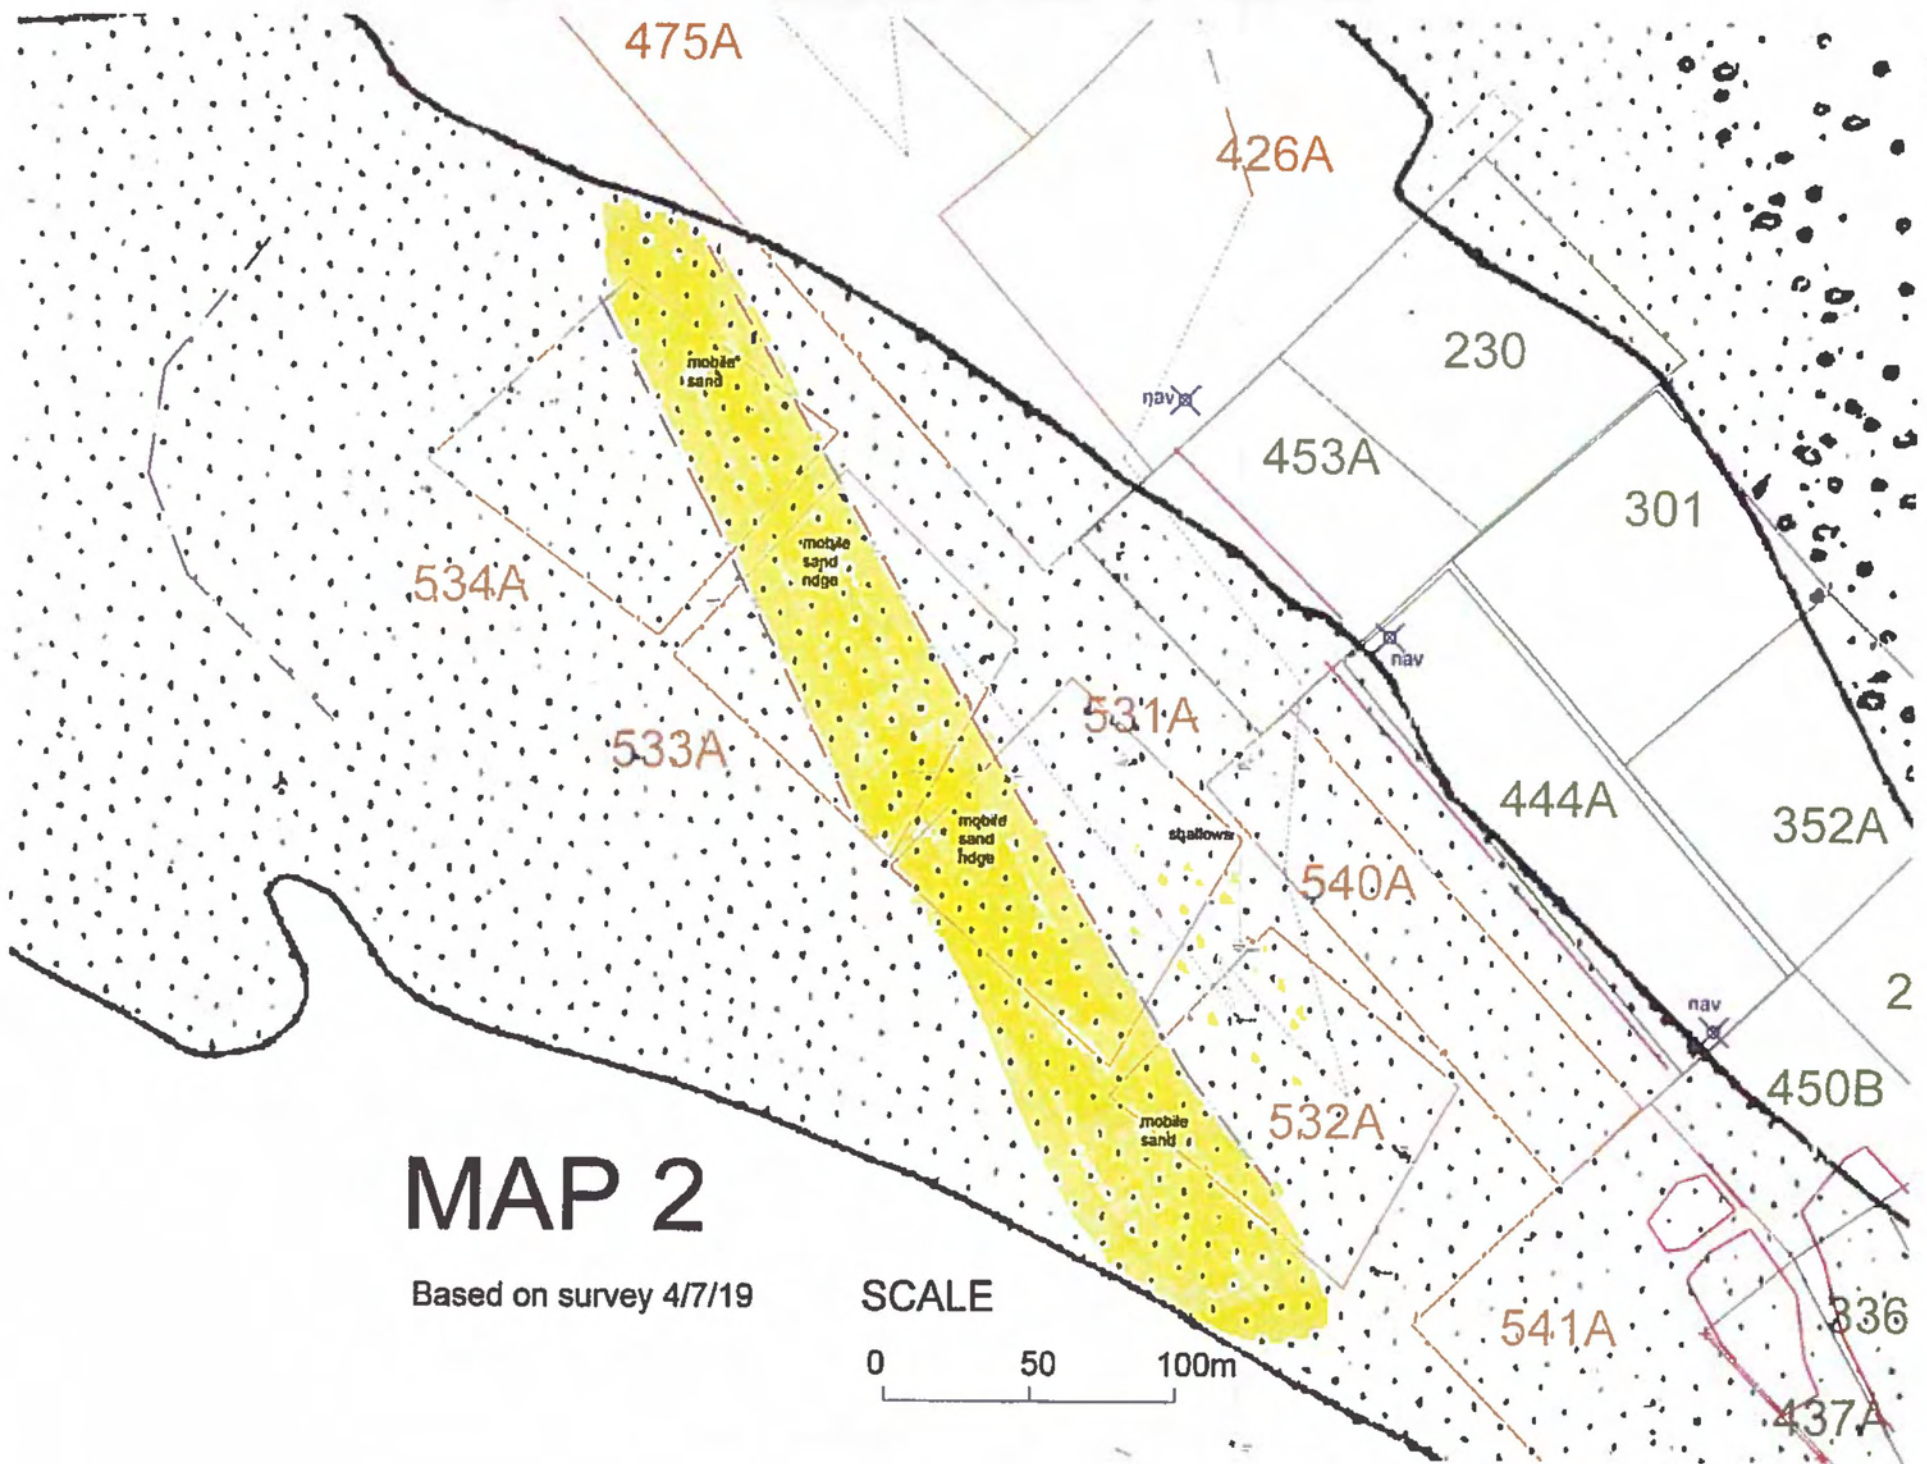 475A
426A
230
nav
453A
301
mobile
sand
mobile
sand
ridge
534A
nav
531A
533A
444A
352A
mobile
sand
ridge
shallows
540A
2
nav
450B
mobile
sand
532A
MAP 2
Based on survey 4/7/19
SCALE
541A
336
0 50 100m
437A